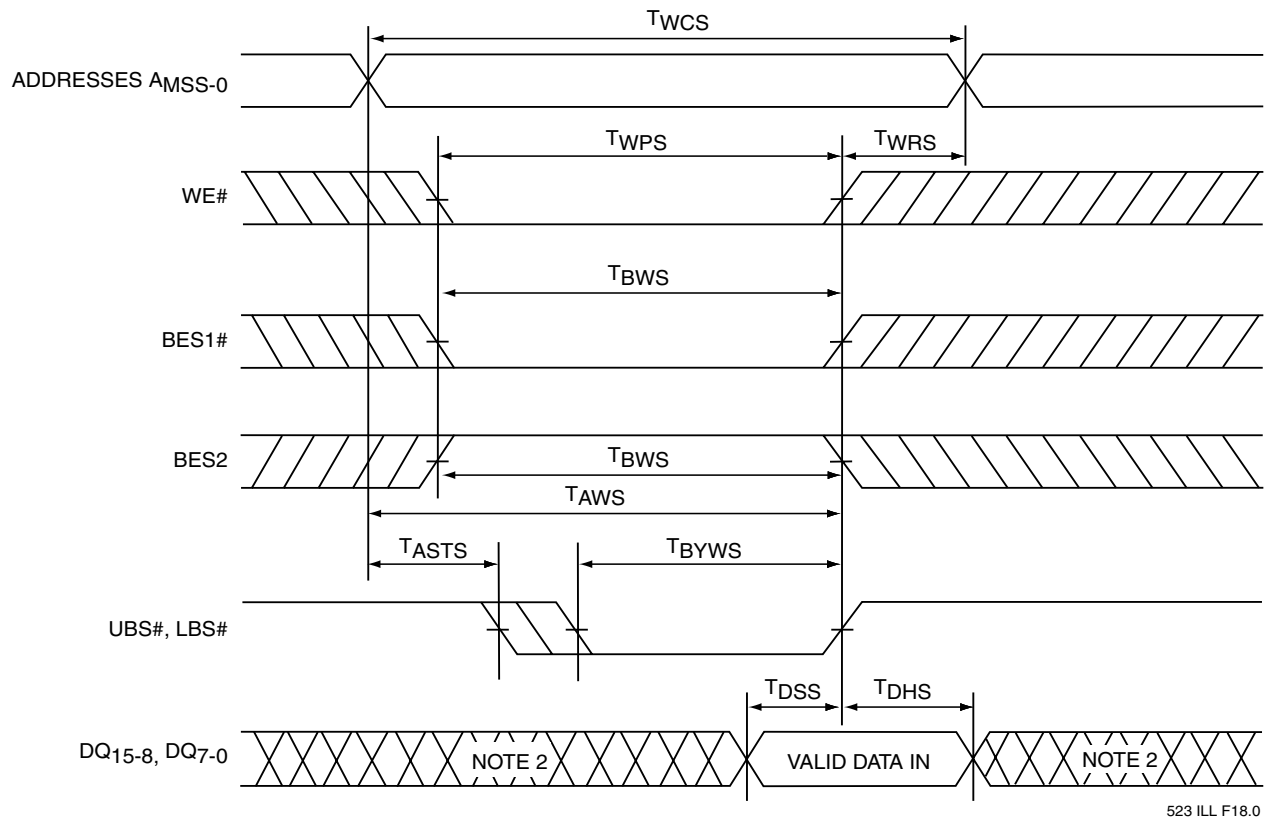 TWCS
ADDRESSES AMSS-0
TWPS
TWRS
WE#
TBWS
BES1#
BES2
TBWS
TAWS
TASTS
TBYWS
UBS#, LBS#
TDSS
TDHS
DQ15-8, DQ7-0
NOTE 2
VALID DATA IN
NOTE 2
523 ILL F18.0